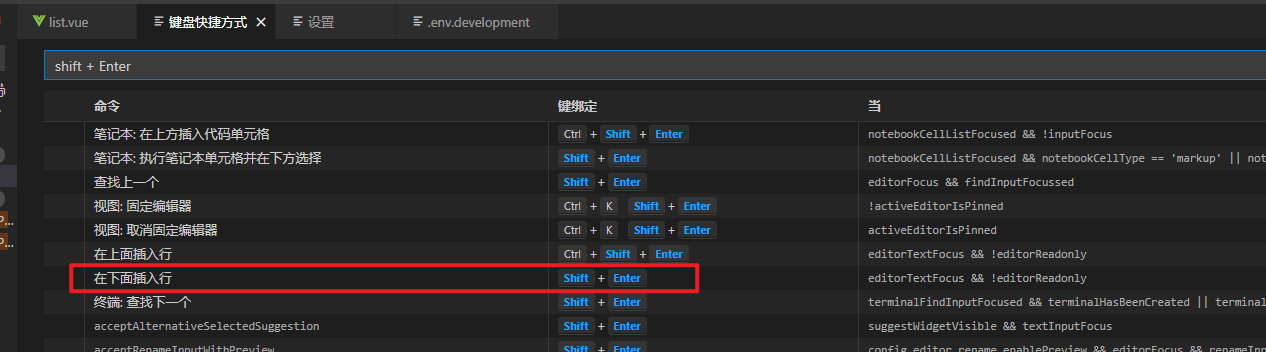 list.vue 键盘快捷方式 设置 .env.development
shift + Enter
命令 键绑定 当
笔记本: 在上方插入代码单元格 Ctrl + Shift + Enter notebookCellListFocused && !inputFocus
笔记本: 执行笔记本单元格并在下方选择 Shift + Enter notebookCellListFocused && notebookCellType == 'markup' || not
查找上一个 Shift + Enter editorFocus && findInputFocussed
视图: 固定编辑器 Ctrl + K Shift + Enter !activeEditorIsPinned
视图: 取消固定编辑器 Ctrl + K Shift + Enter activeEditorIsPinned
在上面插入行 Ctrl + Shift + Enter editorTextFocus && !editorReadonly
在下面插入行 Shift + Enter editorTextFocus && !editorReadonly
终端: 查找下一个 Shift + Enter terminalFindInputFocused && terminalHasBeenCreated || terminal
acceptAlternativeSelectedSuggestion Shift + Enter suggestWidgetVisible && textInputFocus
acceptRenameInputWithPreview Shift + Enter config.editor.rename.enablePreview && editorFocus && renameInp